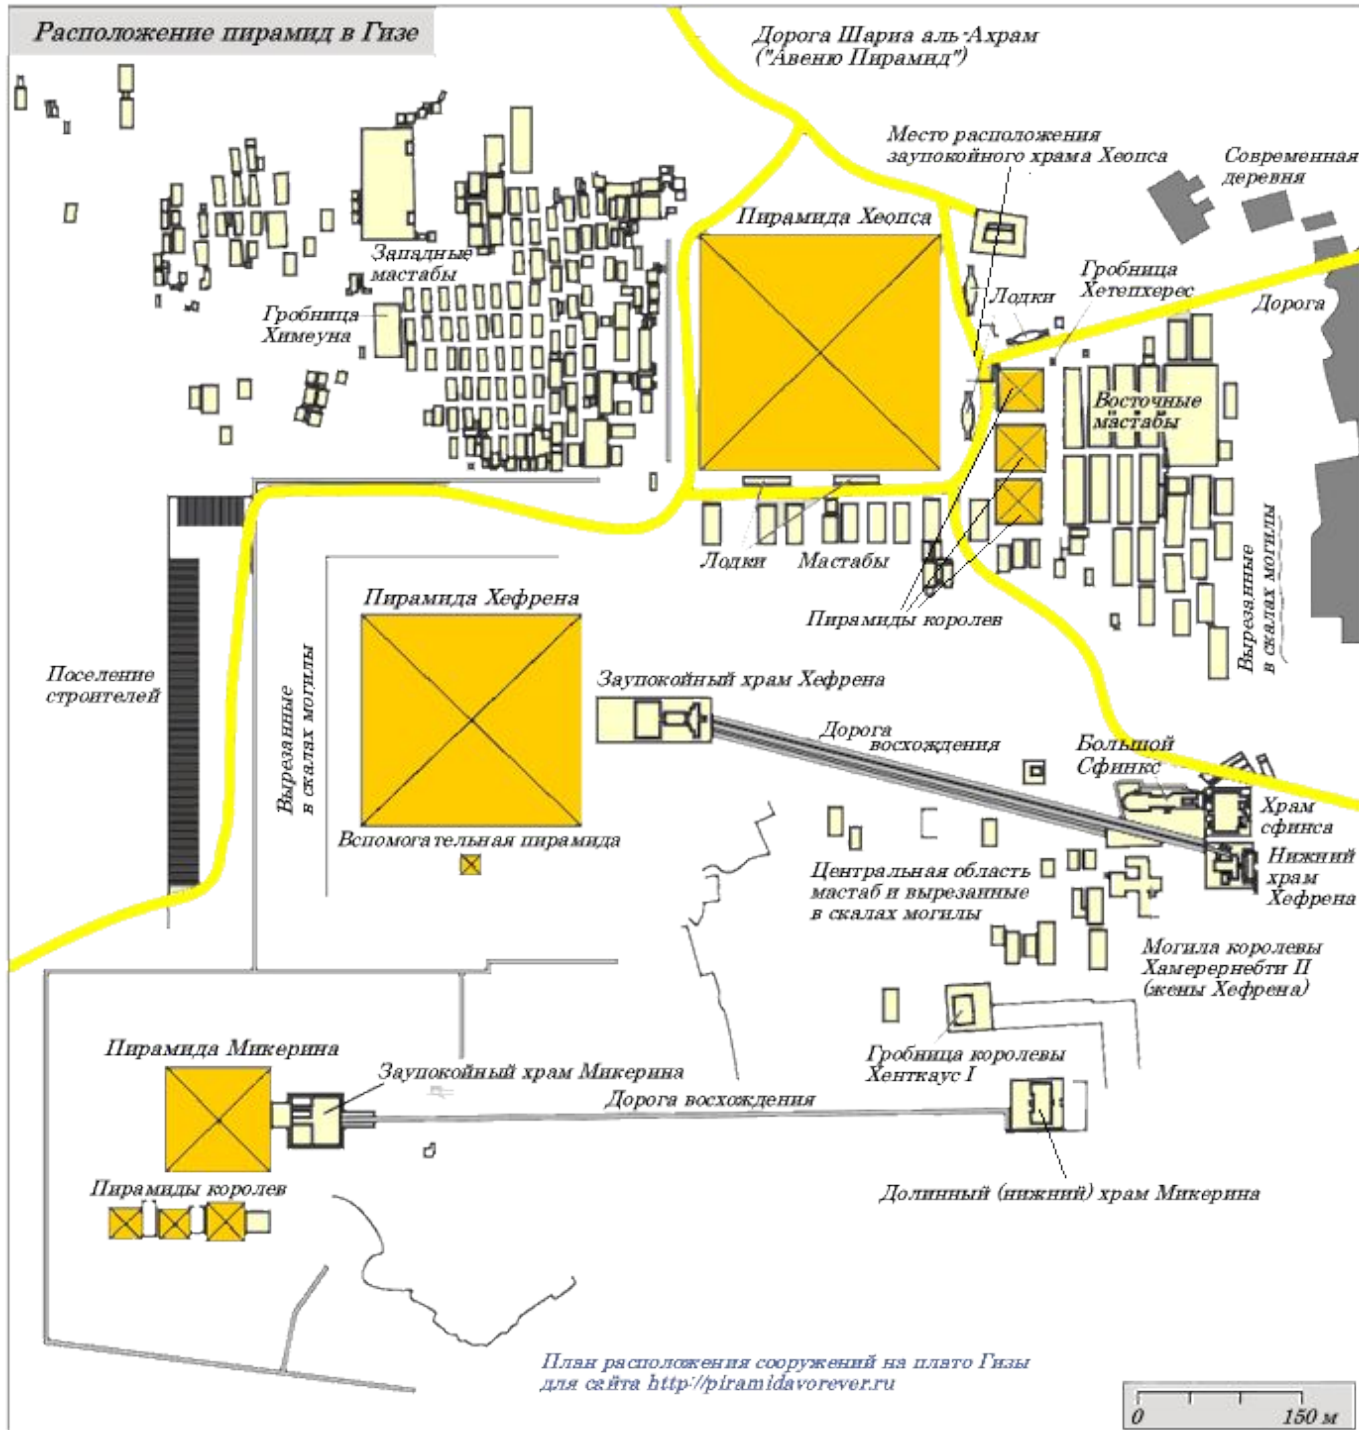 Расположение пирамид в Гизе
Дорога Шариа аль-Ахрам
("Авеню Пирамид")
Место расположения
заупокойного храма Хеопса
Современная
деревня
Пирамида Хеопса
Западные
мастабы
Гробница
Хетепхерес
Лодки
Дорога
Гробница
Химеуна
Восточные
мастабы
Лодки
Мастабы
Вырезанные
в скалах могилы
Пирамиды королев
Пирамида Хефрена
Поселение
строителей
Вырезанные
в скалах могилы
Заупокойный храм Хефрена
Дорога
восхождения
Большой
Сфинкс
Храм
сфинса
Вспомогательная пирамида
Нижний
храм
Хефрена
Центральная область
мастаб и вырезанные
в скалах могилы
Могила королевы
Хамерернебти П
(жены Хефрена)
Пирамида Микерина
Заупокойный храм Микерина
Гробница королевы
Хенткаус I
Дорога восхождения
Пирамиды королев
Долинный (нижний) храм Микерина
План расположения сооружений на плато Гизы
для сайта http://piramidavorever.ru
0 150 м